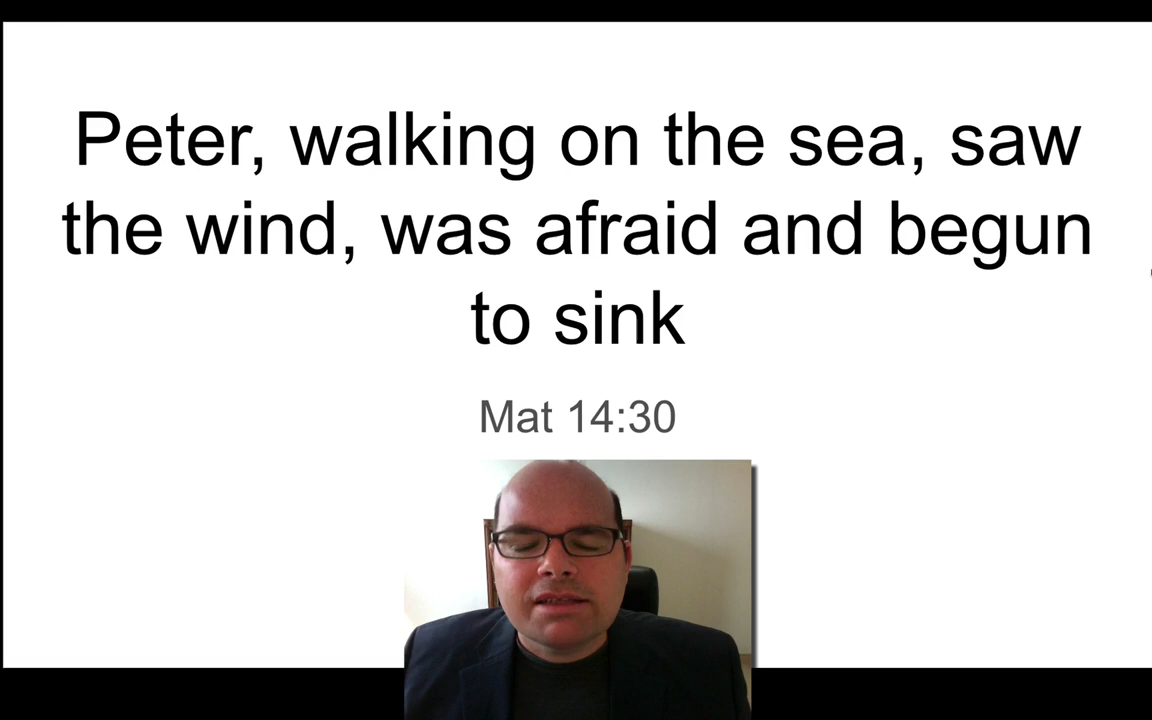 Peter, walking on the sea, saw
the wind, was afraid and begun
to sink
Mat 14:30